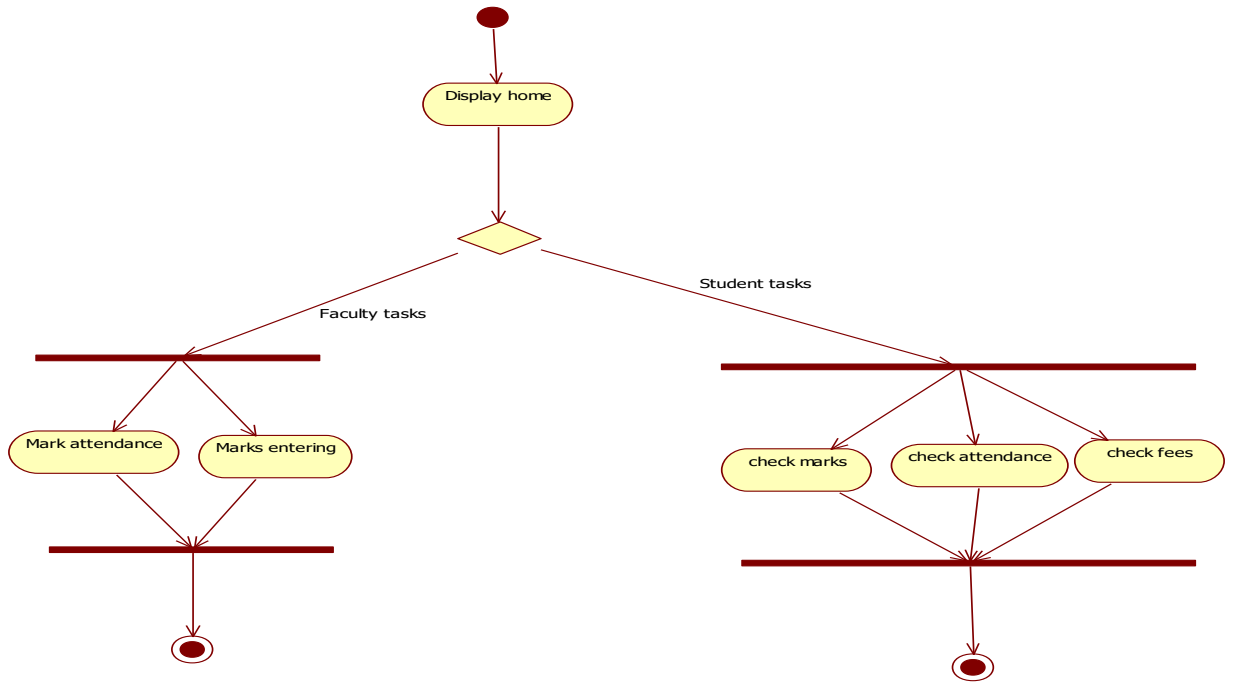 Display home
Student tasks
Faculty tasks
Mark attendance
Marks entering
check marks
check attendance
check fees